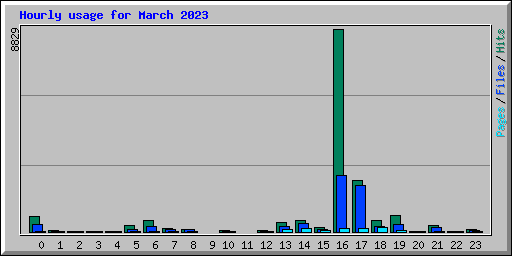 Hourly usage for March 2023
8829
Pages/Files/Hits
0 1 2 3 4 5 6 7 8 9 10 11 12 13 14 15 16 17 18 19 20 21 22 23